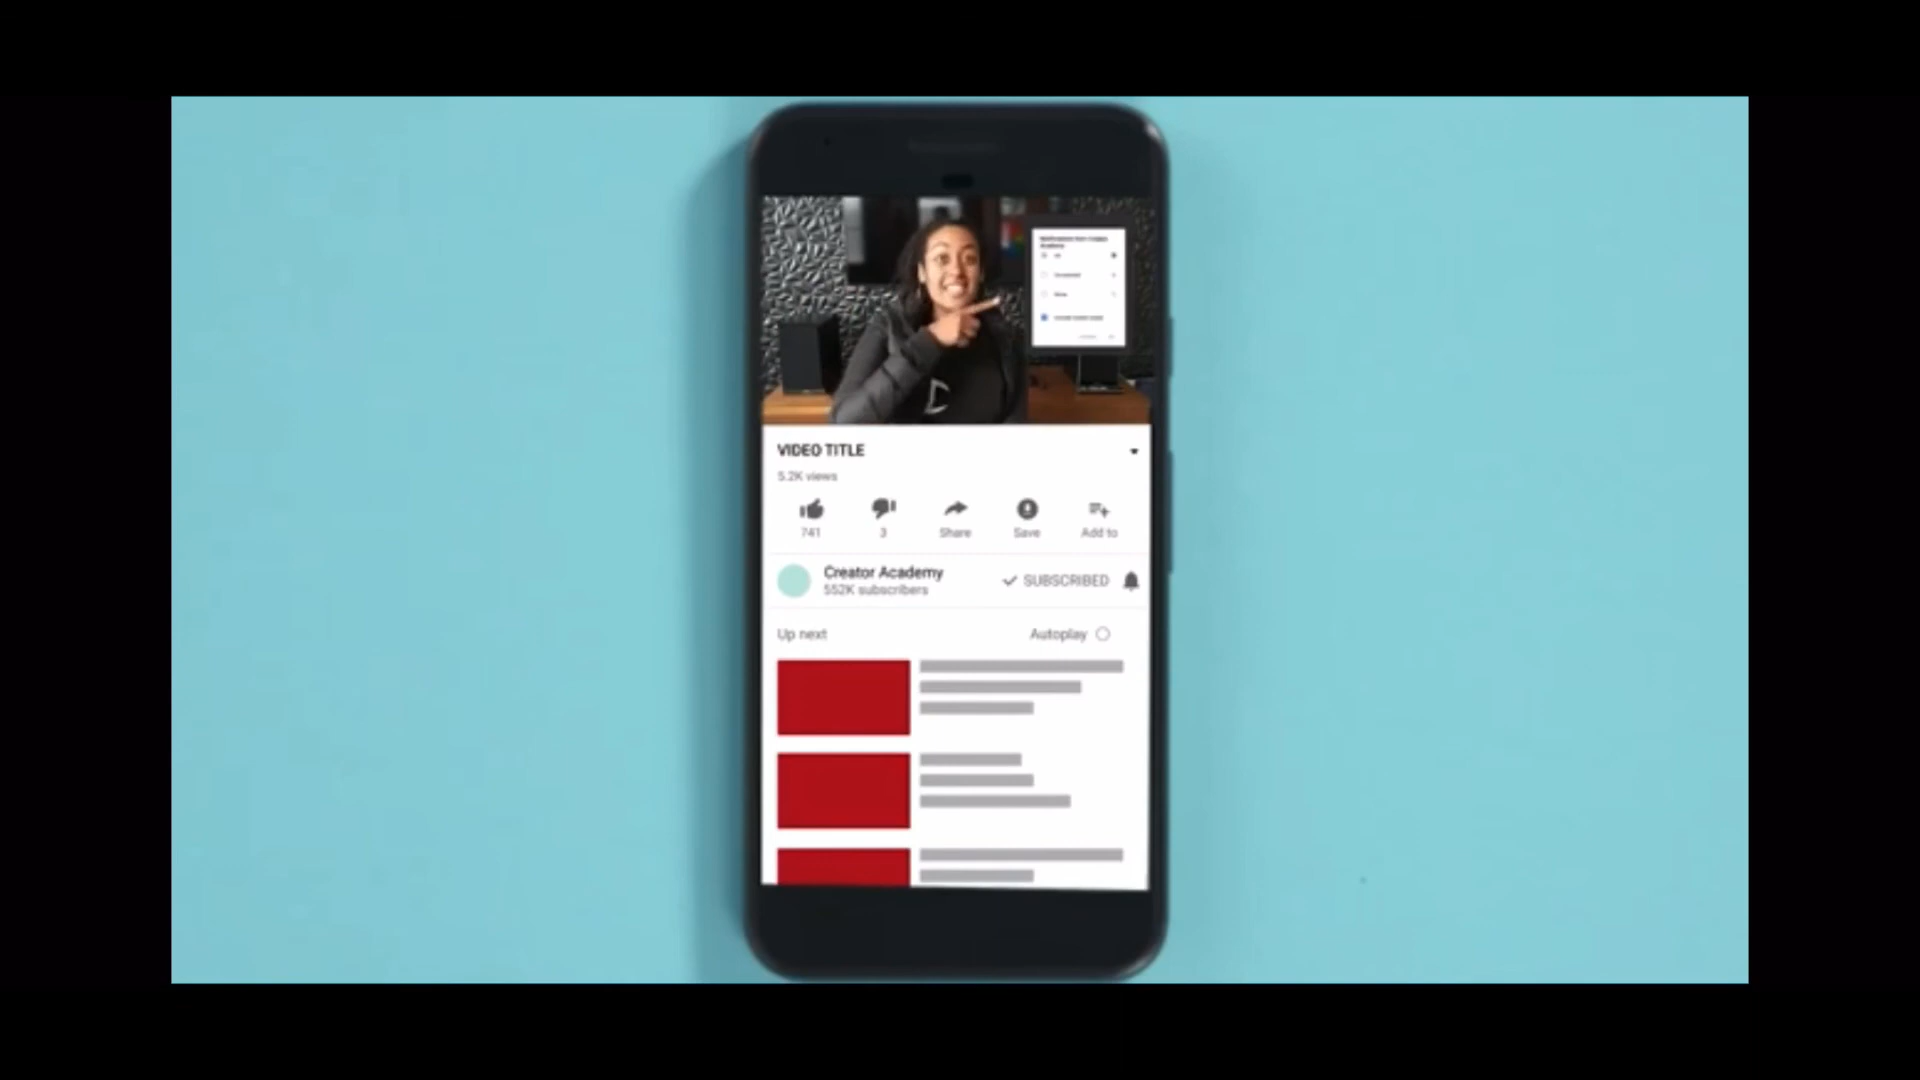 VIDEO TITLE
5.2K views
741
3
Share
Save
Add to
Creator Academy
552K subscribers
SUBSCRIBED
Up next
Autoplay